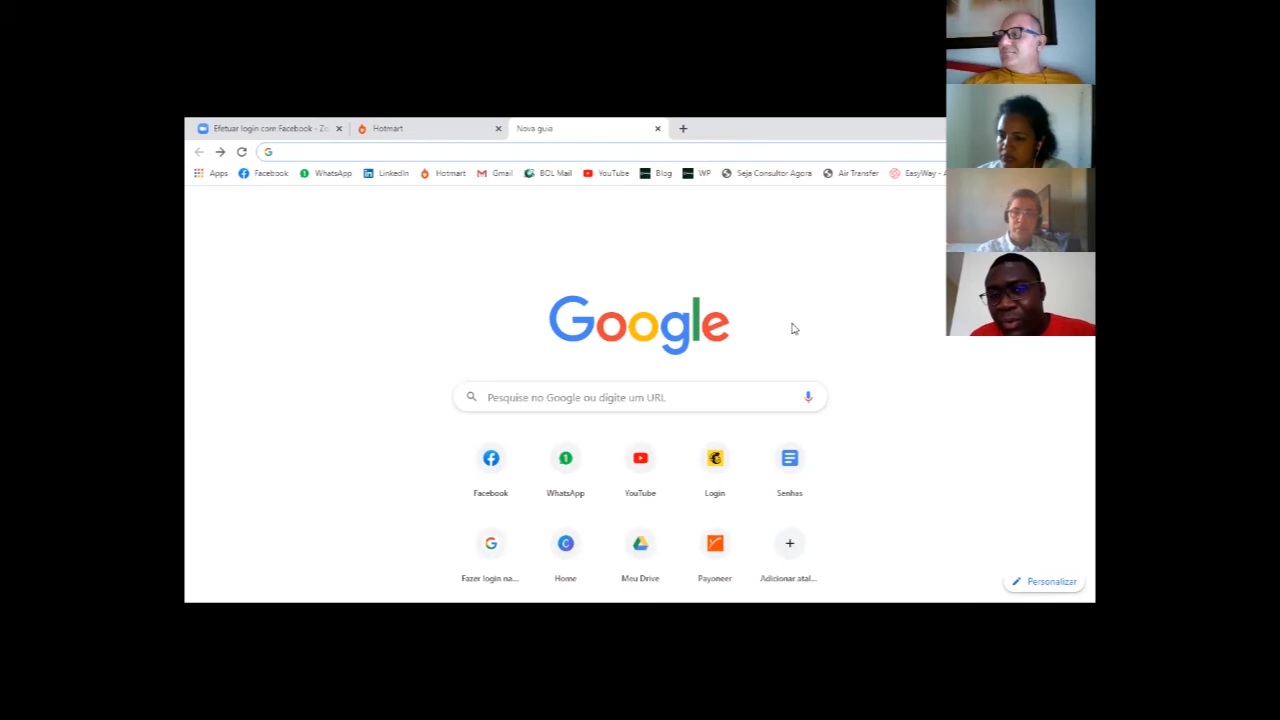 Efetuar login com Facebook - Zo
Hotmart
Nova guia
Apps Facebook WhatsApp LinkedIn Hotmart Gmail BOL Mail YouTube Blog WP Seja Consultor Agora Air Transfer EasyWay - A
Google
Pesquise no Google ou digite um URL
Facebook WhatsApp YouTube Login Senhas
Fazer login na... Home Meu Drive Payoneer Adicionar atal...
Personalizar